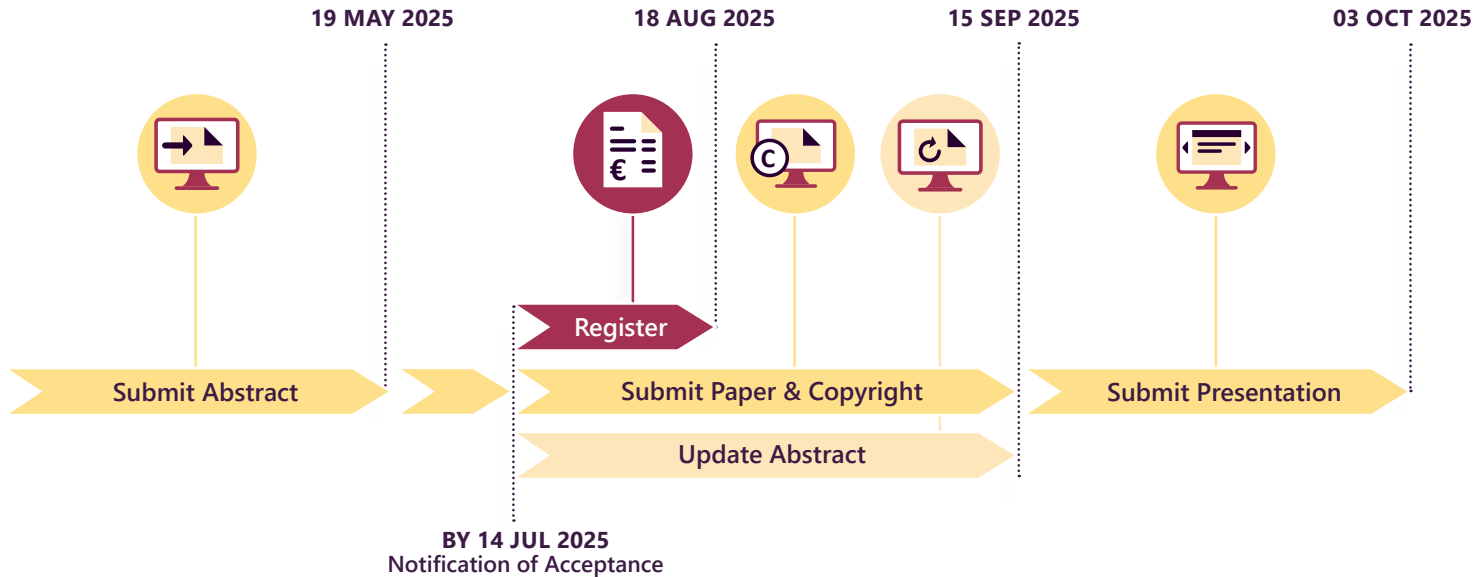 19 MAY 2025
18 AUG 2025
15 SEP 2025
03 OCT 2025
€
C
Register
Submit Abstract
Submit Paper & Copyright
Submit Presentation
Update Abstract
BY 14 JUL 2025
Notification of Acceptance